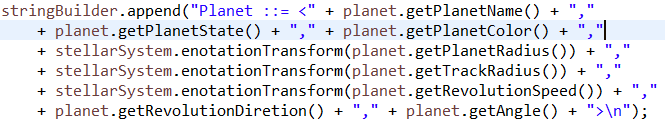 stringBuilder.append("Planet ::= <" + planet.getPlanetName() + ","
+ planet.getPlanetState() + "," + planet.getPlanetColor() + ","
+ stellarSystem.enotationTransform(planet.getPlanetRadius()) + ","
+ stellarSystem.enotationTransform(planet.getTrackRadius()) + ","
+ stellarSystem.enotationTransform(planet.getRevolutionSpeed()) + ","
+ planet.getRevolutionDiretion() + "," + planet.getAngle() + ">\n");